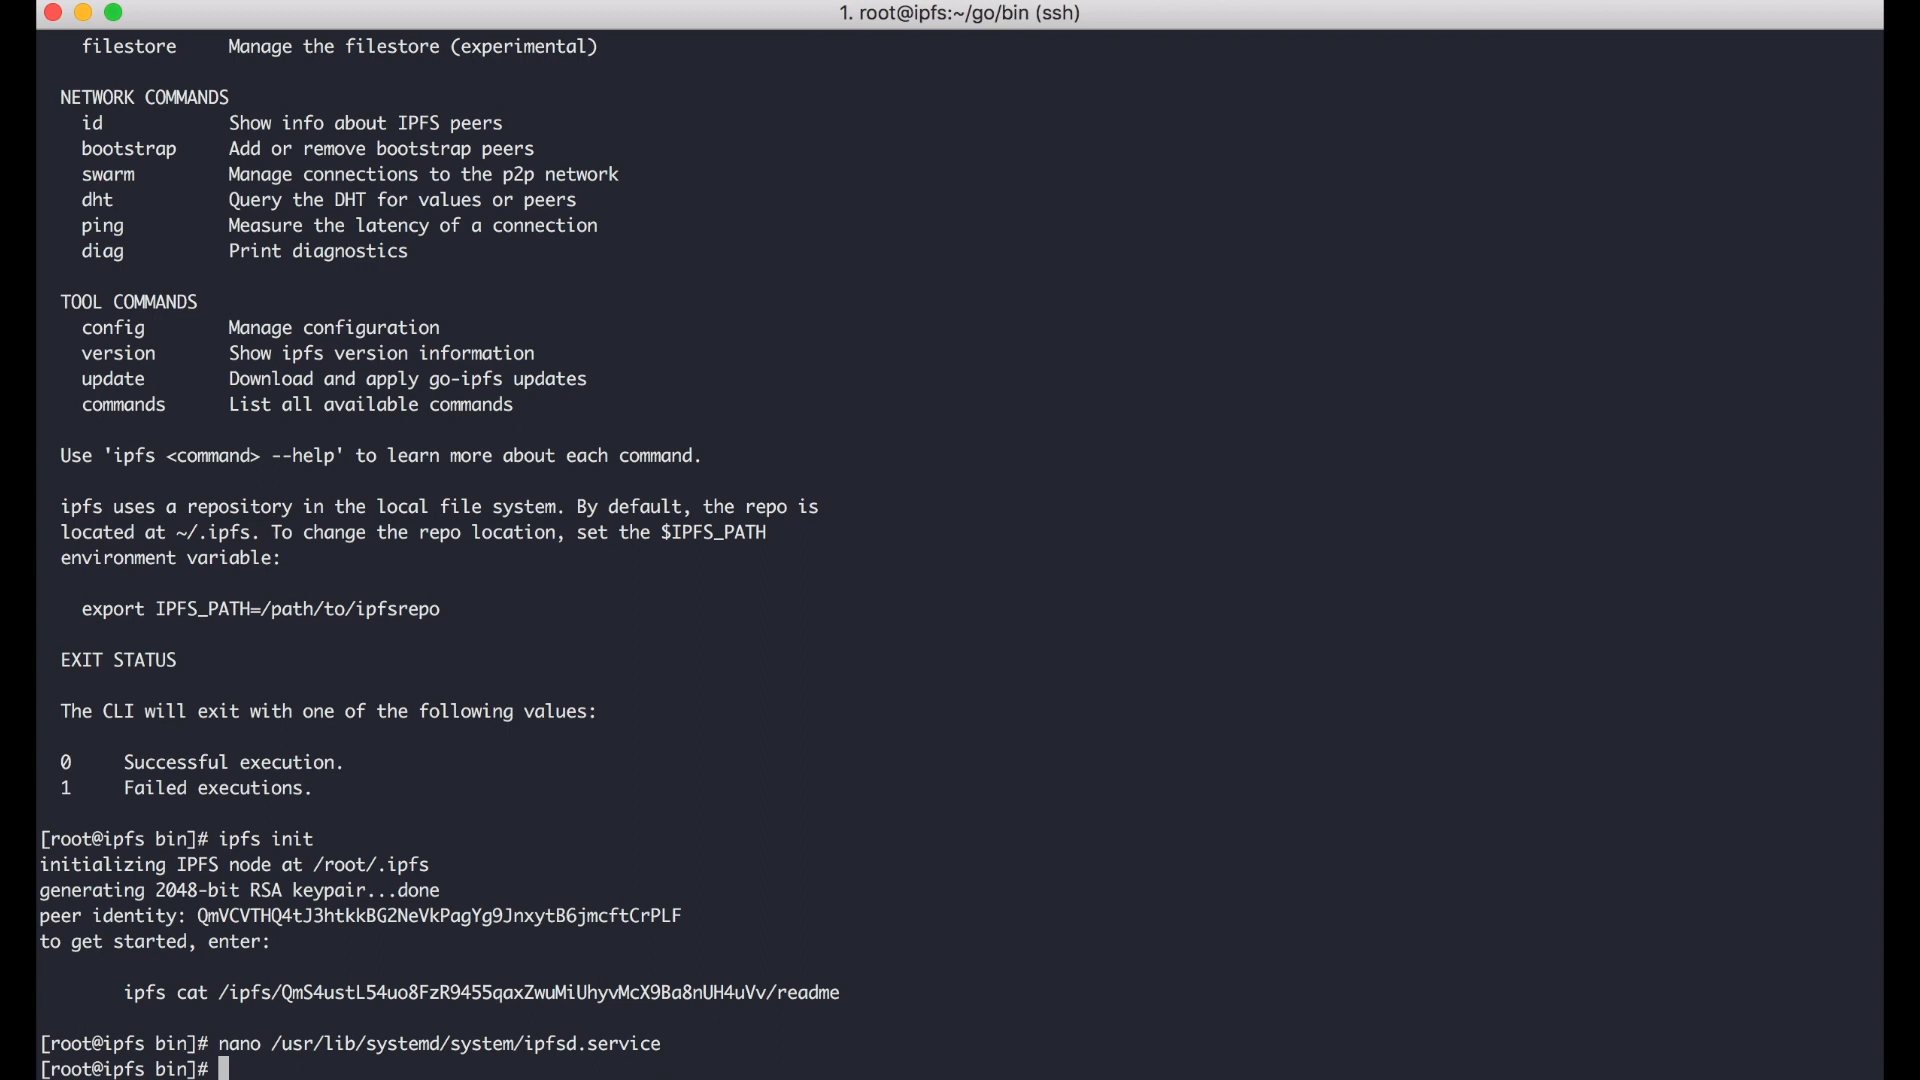 1. root@ipfs:~/go/bin (ssh)
filestore Manage the filestore (experimental)
NETWORK COMMANDS
id Show info about IPFS peers
bootstrap Add or remove bootstrap peers
swarm Manage connections to the p2p network
dht Query the DHT for values or peers
ping Measure the latency of a connection
diag Print diagnostics
TOOL COMMANDS
config Manage configuration
version Show ipfs version information
update Download and apply go-ipfs updates
commands List all available commands
Use 'ipfs <command> --help' to learn more about each command.
ipfs uses a repository in the local file system. By default, the repo is
located at ~/.ipfs. To change the repo location, set the $IPFS_PATH
environment variable:
export IPFS_PATH=/path/to/ipfsrepo
EXIT STATUS
The CLI will exit with one of the following values:
0 Successful execution.
1 Failed executions.
[root@ipfs bin]# ipfs init
initializing IPFS node at /root/.ipfs
generating 2048-bit RSA keypair...done
peer identity: QmVCVTHQ4tJ3htkkBG2NeVkPagYg9JnxytB6jmcftCrPLF
to get started, enter:
ipfs cat /ipfs/QmS4ustL54uo8FzR9455qaxZwuMiUhyvMcX9Ba8nUH4uVv/readme
[root@ipfs bin]# nano /usr/lib/systemd/system/ipfsd.service
[root@ipfs bin]#